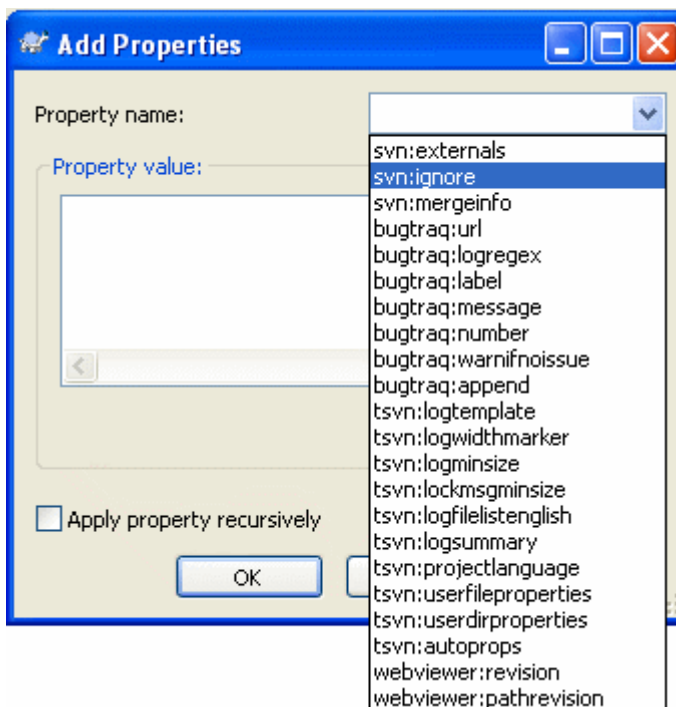 Add Properties
Property name:
Property value:
svn:externals
svn:ignore
svn:mergeinfo
bugtraq:url
bugtraq:logregex
bugtraq:label
bugtraq:message
bugtraq:number
bugtraq:warnifnoissue
bugtraq:append
tsvn:logtemplate
tsvn:logwidthmarker
tsvn:logminsize
tsvn:lockmsgminsize
tsvn:logfilelistenglish
tsvn:logsummary
tsvn:projectlanguage
tsvn:userfileproperties
tsvn:userdirproperties
tsvn:autoprops
webviewer:revision
webviewer:pathrevision
Apply property recursively
OK